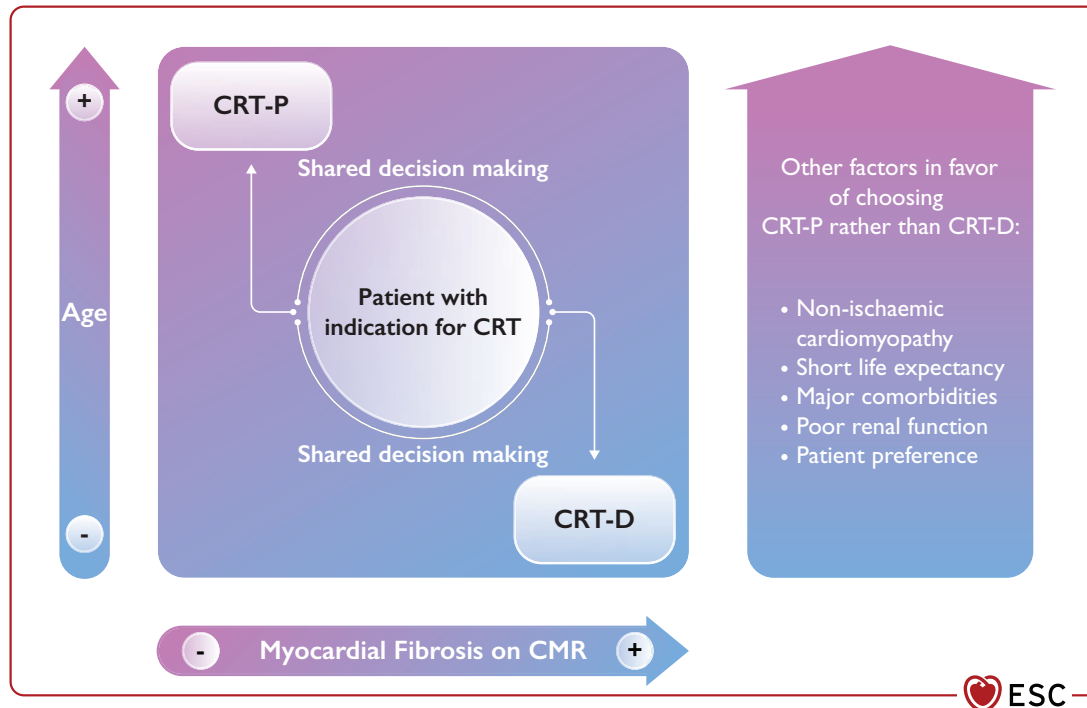 +
CRT-P
Shared decision making
Patient with
indication for CRT
Shared decision making
CRT-D
Age
-
- Myocardial Fibrosis on CMR +
Other factors in favor
of choosing
CRT-P rather than CRT-D:
• Non-ischaemic
cardiomyopathy
• Short life expectancy
• Major comorbidities
• Poor renal function
• Patient preference
ESC